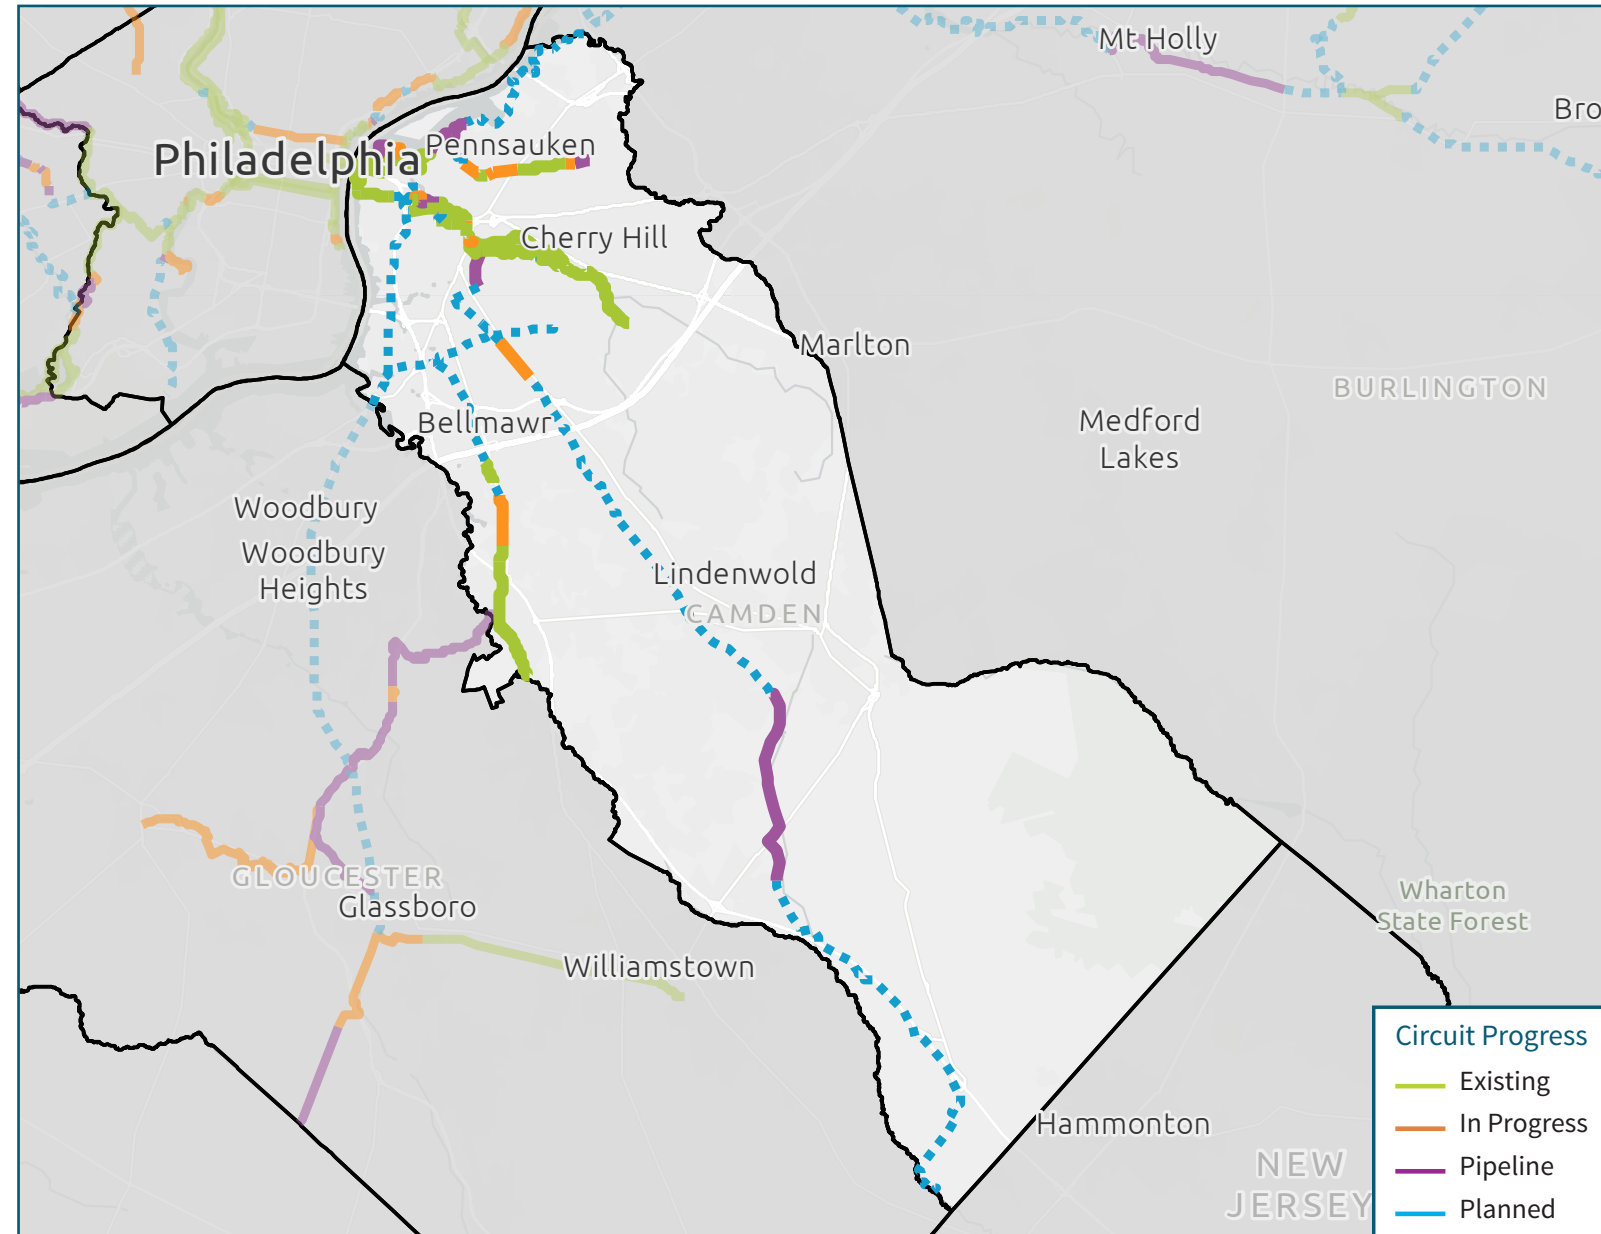 Mt Holly
Bro
Pennsauken
Philadelphia
Cherry Hill
Marlton
BURLINGTON
Bellmawr
Medford
Lakes
Woodbury
Woodbury
Heights
Lindenwold
CAMDEN
GLOUCESTER
Glassboro
Wharton
State Forest
Williamstown
Hammonton
NEW
JERSEY
Circuit Progress
Existing
In Progress
Pipeline
Planned